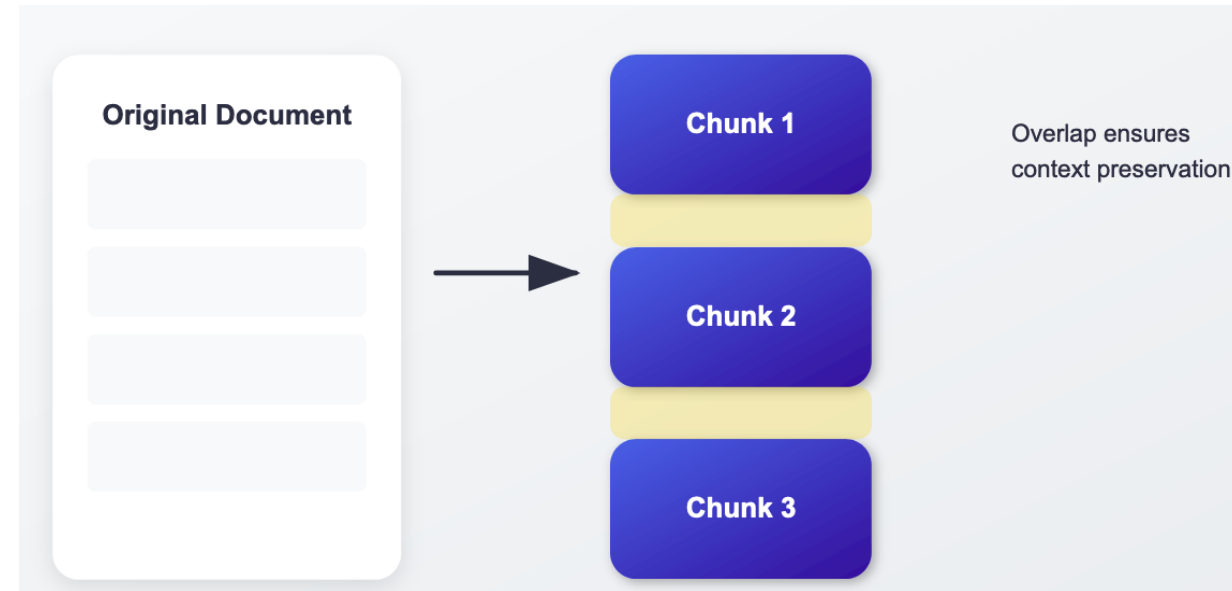 Original Document
Chunk 1
Overlap ensures
context preservation
Chunk 2
Chunk 3